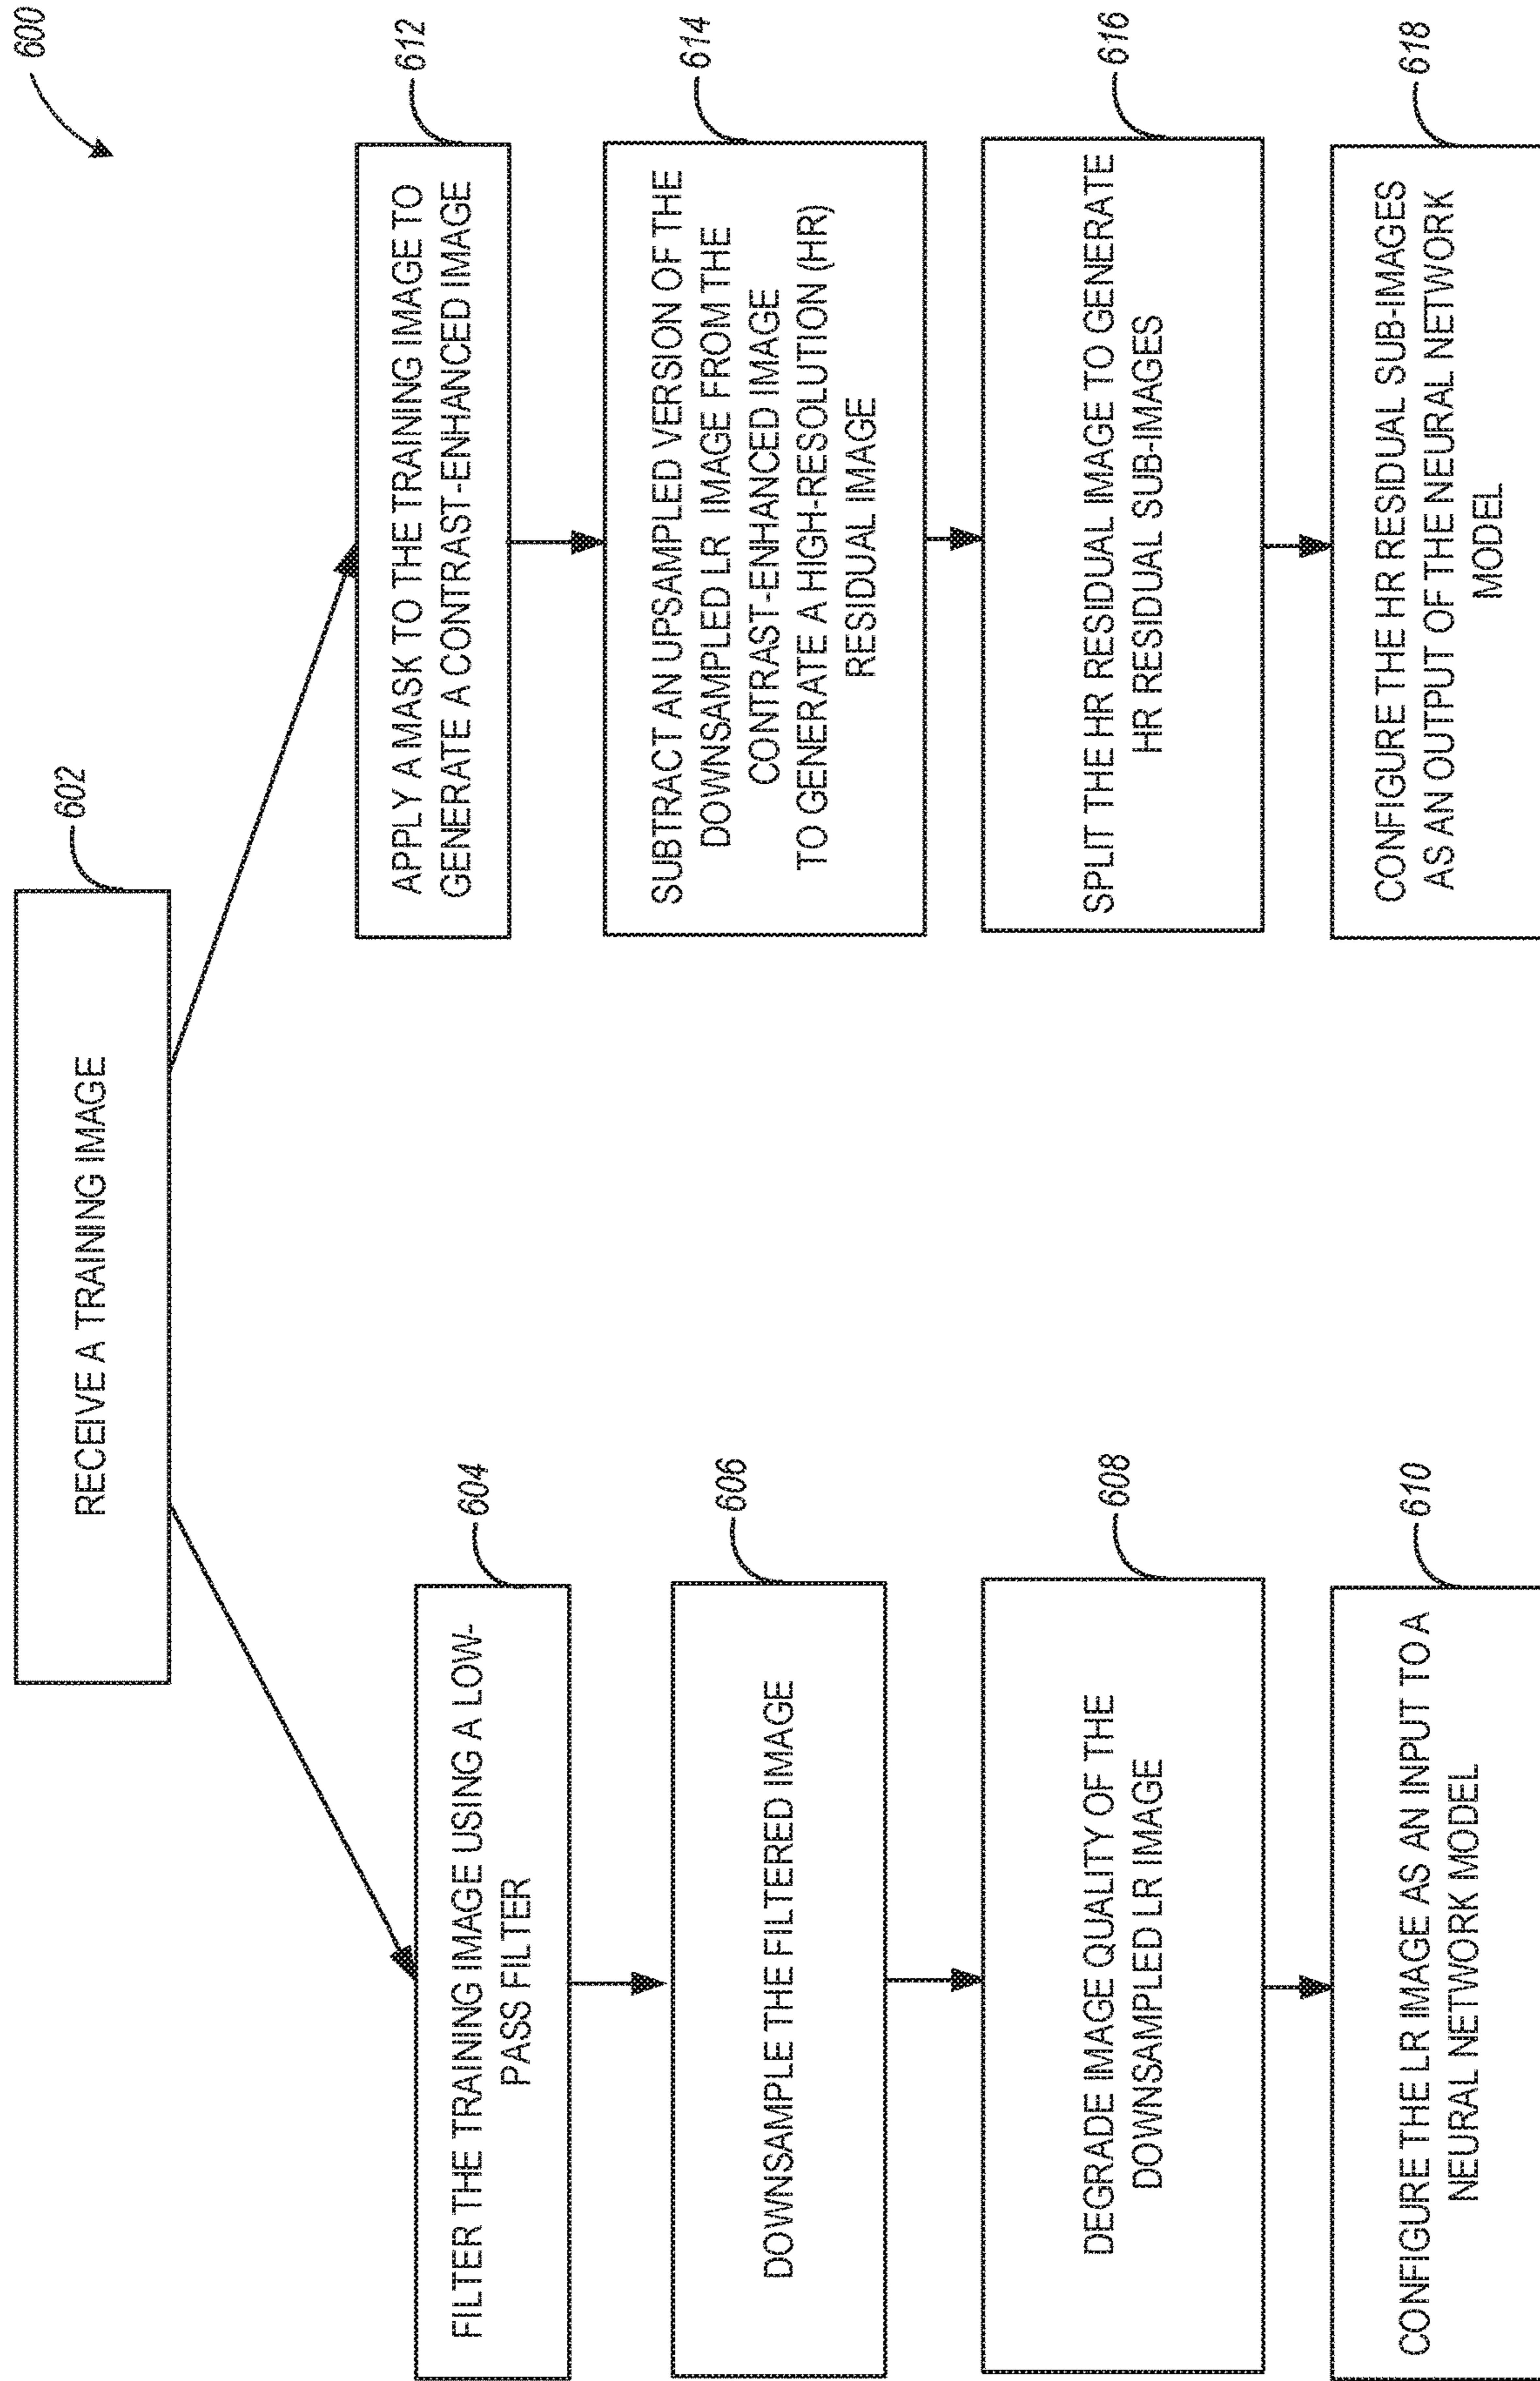 600
602
RECEIVE A TRAINING IMAGE
604
FILTER THE TRAINING IMAGE USING A LOW-
PASS FILTER
606
DOWNSAMPLE THE FILTERED IMAGE
608
DEGRADE IMAGE QUALITY OF THE
DOWNSAMPLED LR IMAGE
610
CONFIGURE THE LR IMAGE AS AN INPUT TO A
NEURAL NETWORK MODEL
612
APPLY A MASK TO THE TRAINING IMAGE TO
GENERATE A CONTRAST-ENHANCED IMAGE
614
SUBTRACT AN UPSAMPLED VERSION OF THE
DOWNSAMPLED LR IMAGE FROM THE
CONTRAST-ENHANCED IMAGE
TO GENERATE A HIGH-RESOLUTION (HR)
RESIDUAL IMAGE
616
SPLIT THE HR RESIDUAL IMAGE TO GENERATE
HR RESIDUAL SUB-IMAGES
618
CONFIGURE THE HR RESIDUAL SUB-IMAGES
AS AN OUTPUT OF THE NEURAL NETWORK
MODEL